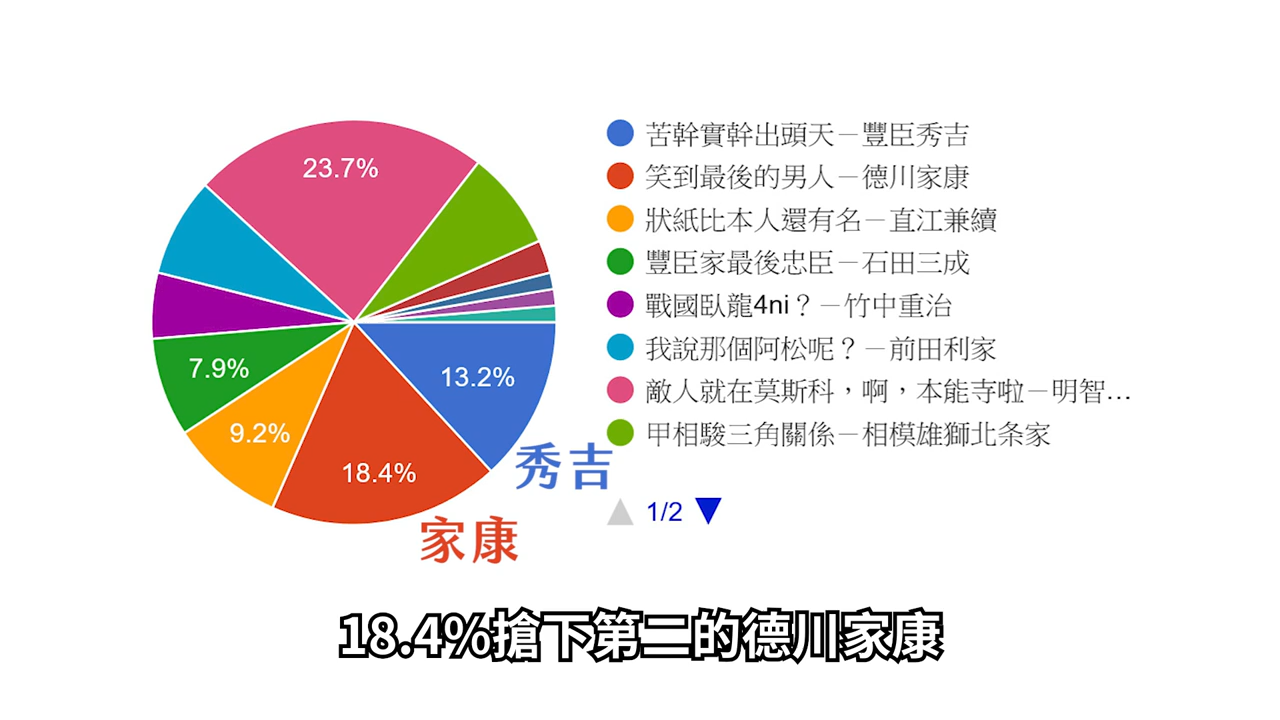 23.7%
13.2%
18.4%
9.2%
7.9%
秀吉
家康
苦幹實幹出頭天－豐臣秀吉
笑到最後的男人－德川家康
狀紙比本人還有名－直江兼續
豐臣家最後忠臣－石田三成
戰國臥龍4ni？－竹中重治
我說那個阿松呢？－前田利家
敵人就在莫斯科，啊，本能寺啦－明智…
甲相駿三角關係－相模雄獅北条家
1/2
18.4%搶下第二的德川家康